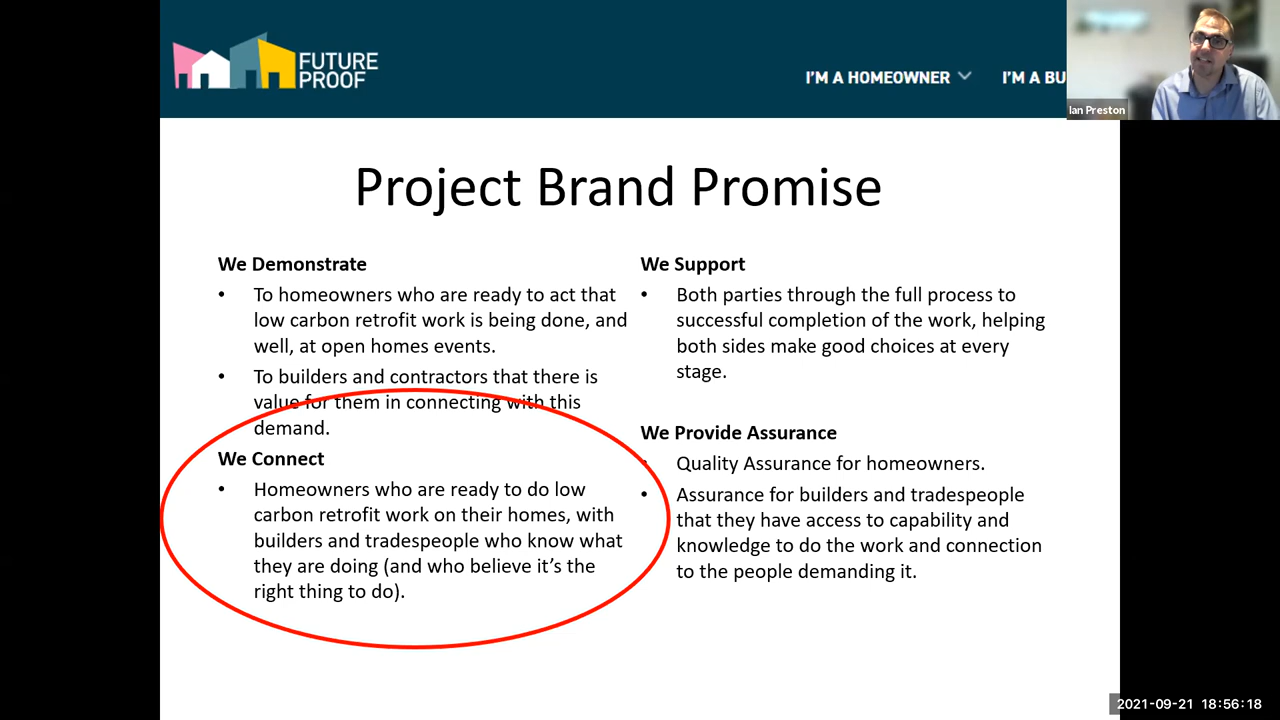 FUTURE
PROOF
I'M A HOMEOWNER
I'M A BU
Ian Preston
Project Brand Promise
We Demonstrate
• To homeowners who are ready to act that
low carbon retrofit work is being done, and
well, at open homes events.
• To builders and contractors that there is
value for them in connecting with this
demand.
We Connect
• Homeowners who are ready to do low
carbon retrofit work on their homes, with
builders and tradespeople who know what
they are doing (and who believe it’s the
right thing to do).
We Support
• Both parties through the full process to
successful completion of the work, helping
both sides make good choices at every
stage.
We Provide Assurance
• Quality Assurance for homeowners.
• Assurance for builders and tradespeople
that they have access to capability and
knowledge to do the work and connection
to the people demanding it.
2021-09-21 18:56:18